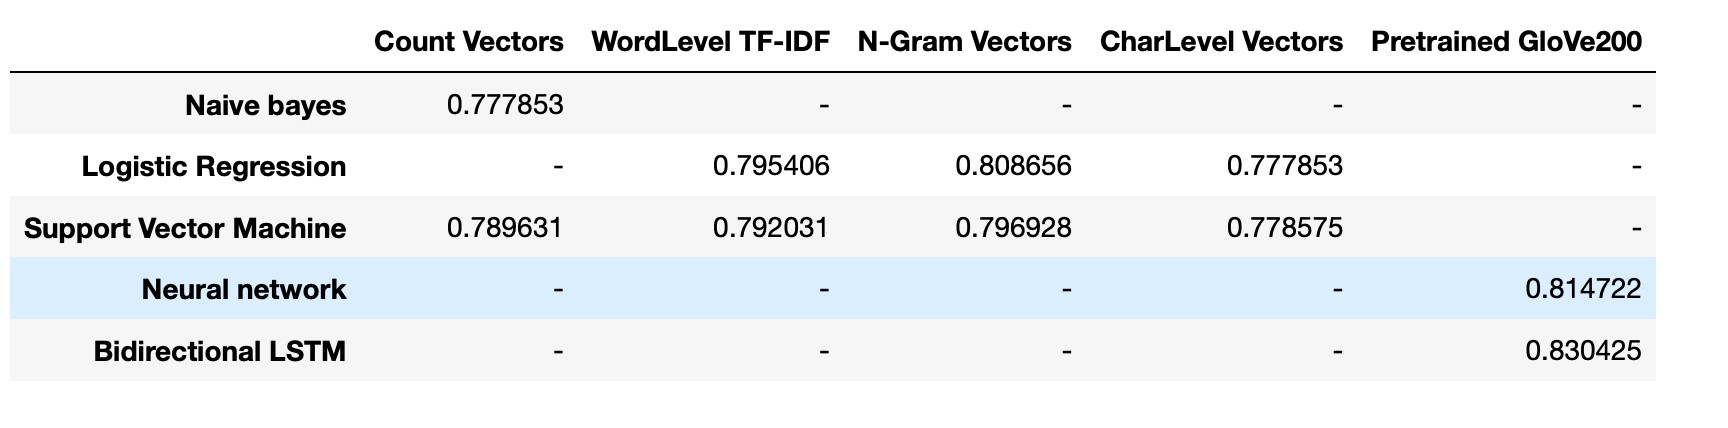 Count Vectors WordLevel TF-IDF N-Gram Vectors CharLevel Vectors Pretrained GloVe200
Naive bayes 0.777853 - - - -
Logistic Regression - 0.795406 0.808656 0.777853 -
Support Vector Machine 0.789631 0.792031 0.796928 0.778575 -
Neural network - - - - 0.814722
Bidirectional LSTM - - - - 0.830425